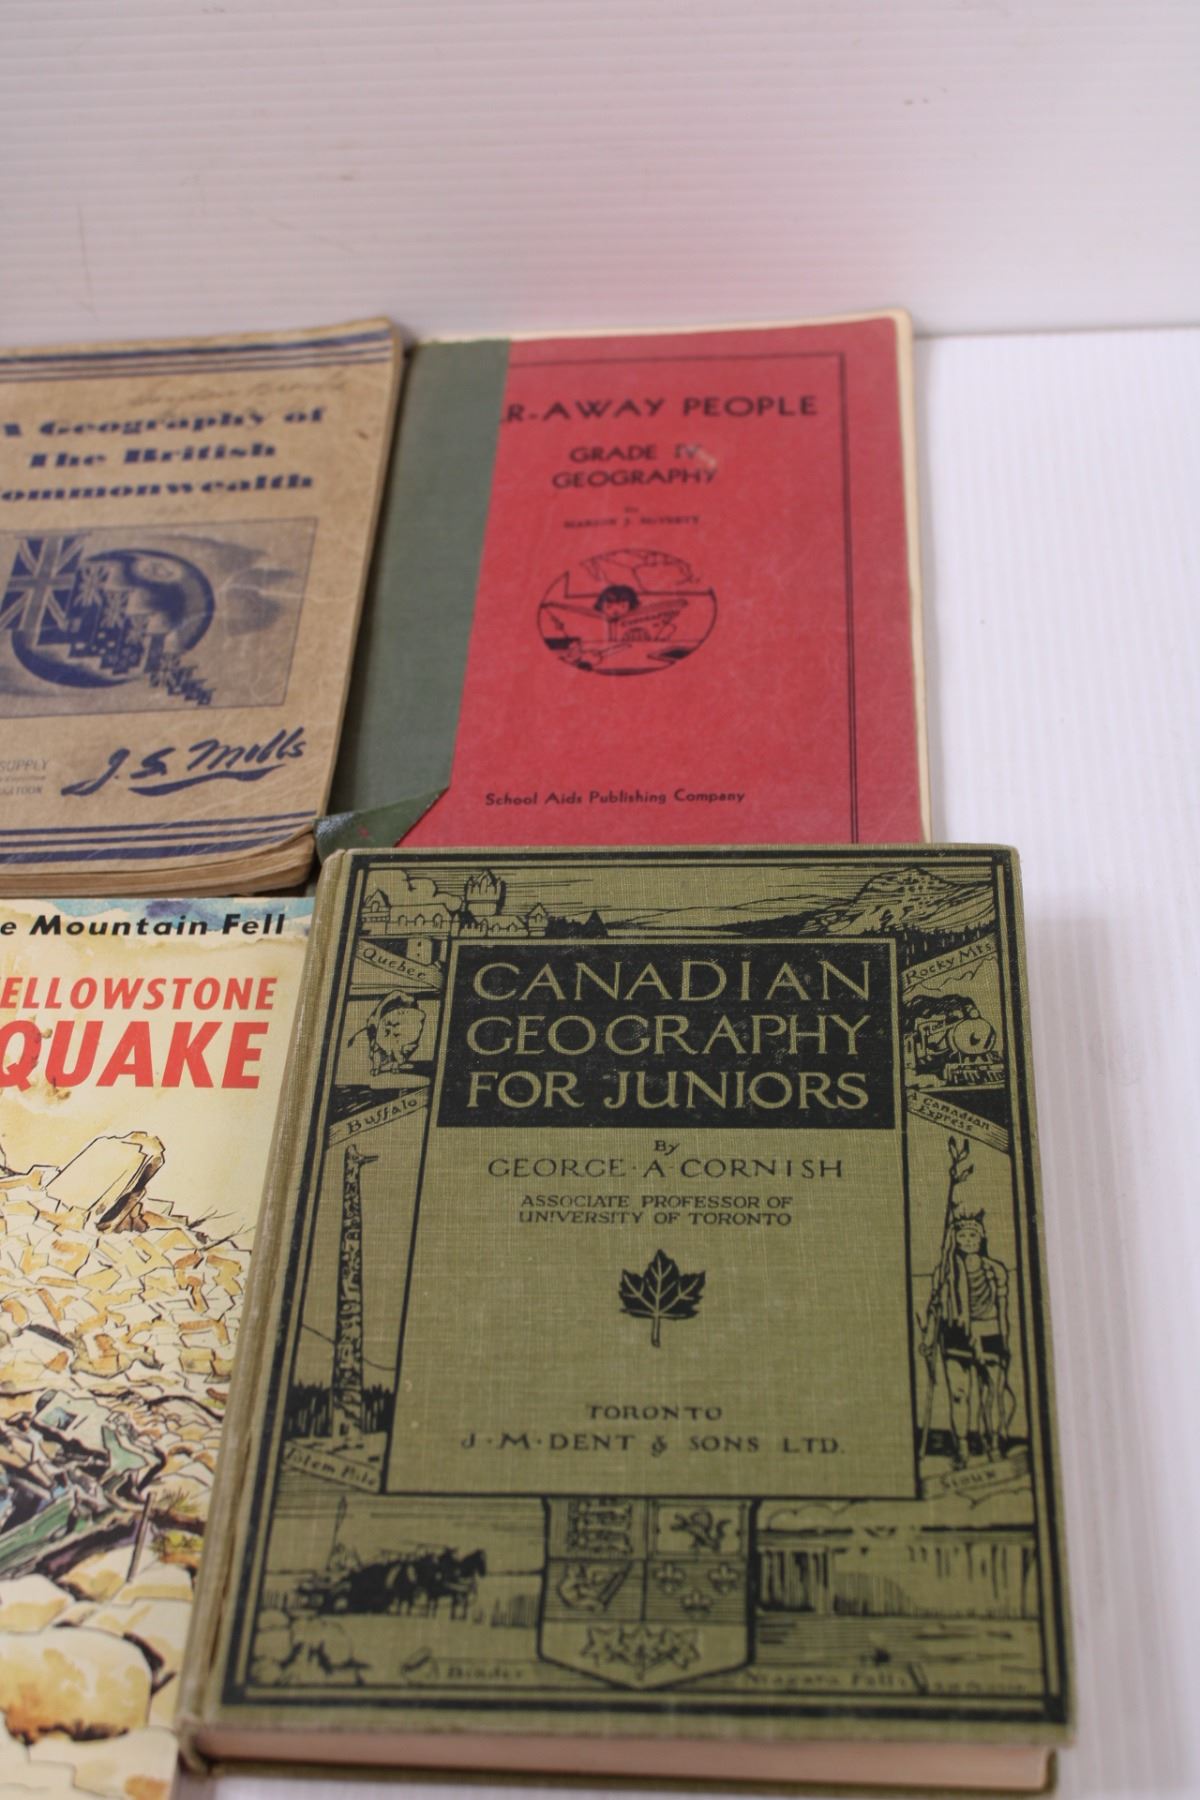 A Geography of
The British
ommonwealth
SUPPLY
J. S. Mills
R-AWAY PEOPLE
GRADE IV
GEOGRAPHY
By
School Aids Publishing Company
e Mountain Fell
ELLOWSTONE
QUAKE
Quebec
Rocky Mts.
CANADIAN
GEOGRAPHY
FOR JUNIORS
Buffalo
A Canadian
Express
By
GEORGE · A · CORNISH
ASSOCIATE PROFESSOR OF
UNIVERSITY OF TORONTO
TORONTO
J · M · DENT & SONS LTD.
Totem Pole
Sioux
A Binder
Niagara Falls